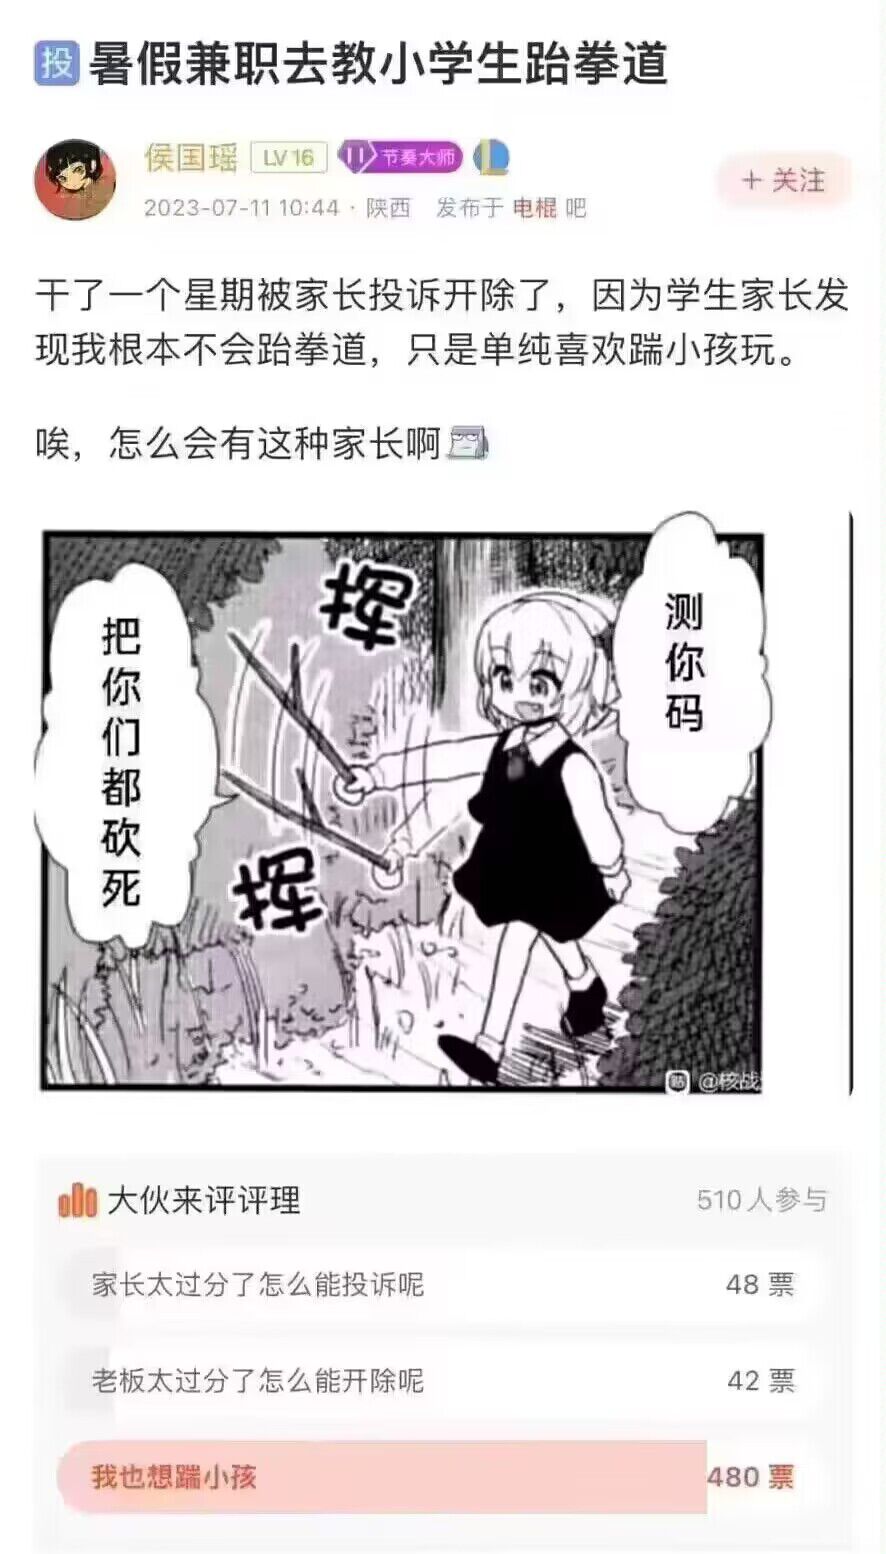 投 暑假兼职去教小学生跆拳道
侯国瑶 LV16 节奏大师
+ 关注
2023-07-11 10:44 · 陕西 发布于 电棍 吧
干了一个星期被家长投诉开除了，因为学生家长发
现我根本不会跆拳道，只是单纯喜欢踹小孩玩。
唉，怎么会有这种家长啊
测你码
挥
把你们都砍死
挥
贴 @核战
大伙来评评理 510人参与
家长太过分了怎么能投诉呢 48 票
老板太过分了怎么能开除呢 42 票
我也想踹小孩 480 票